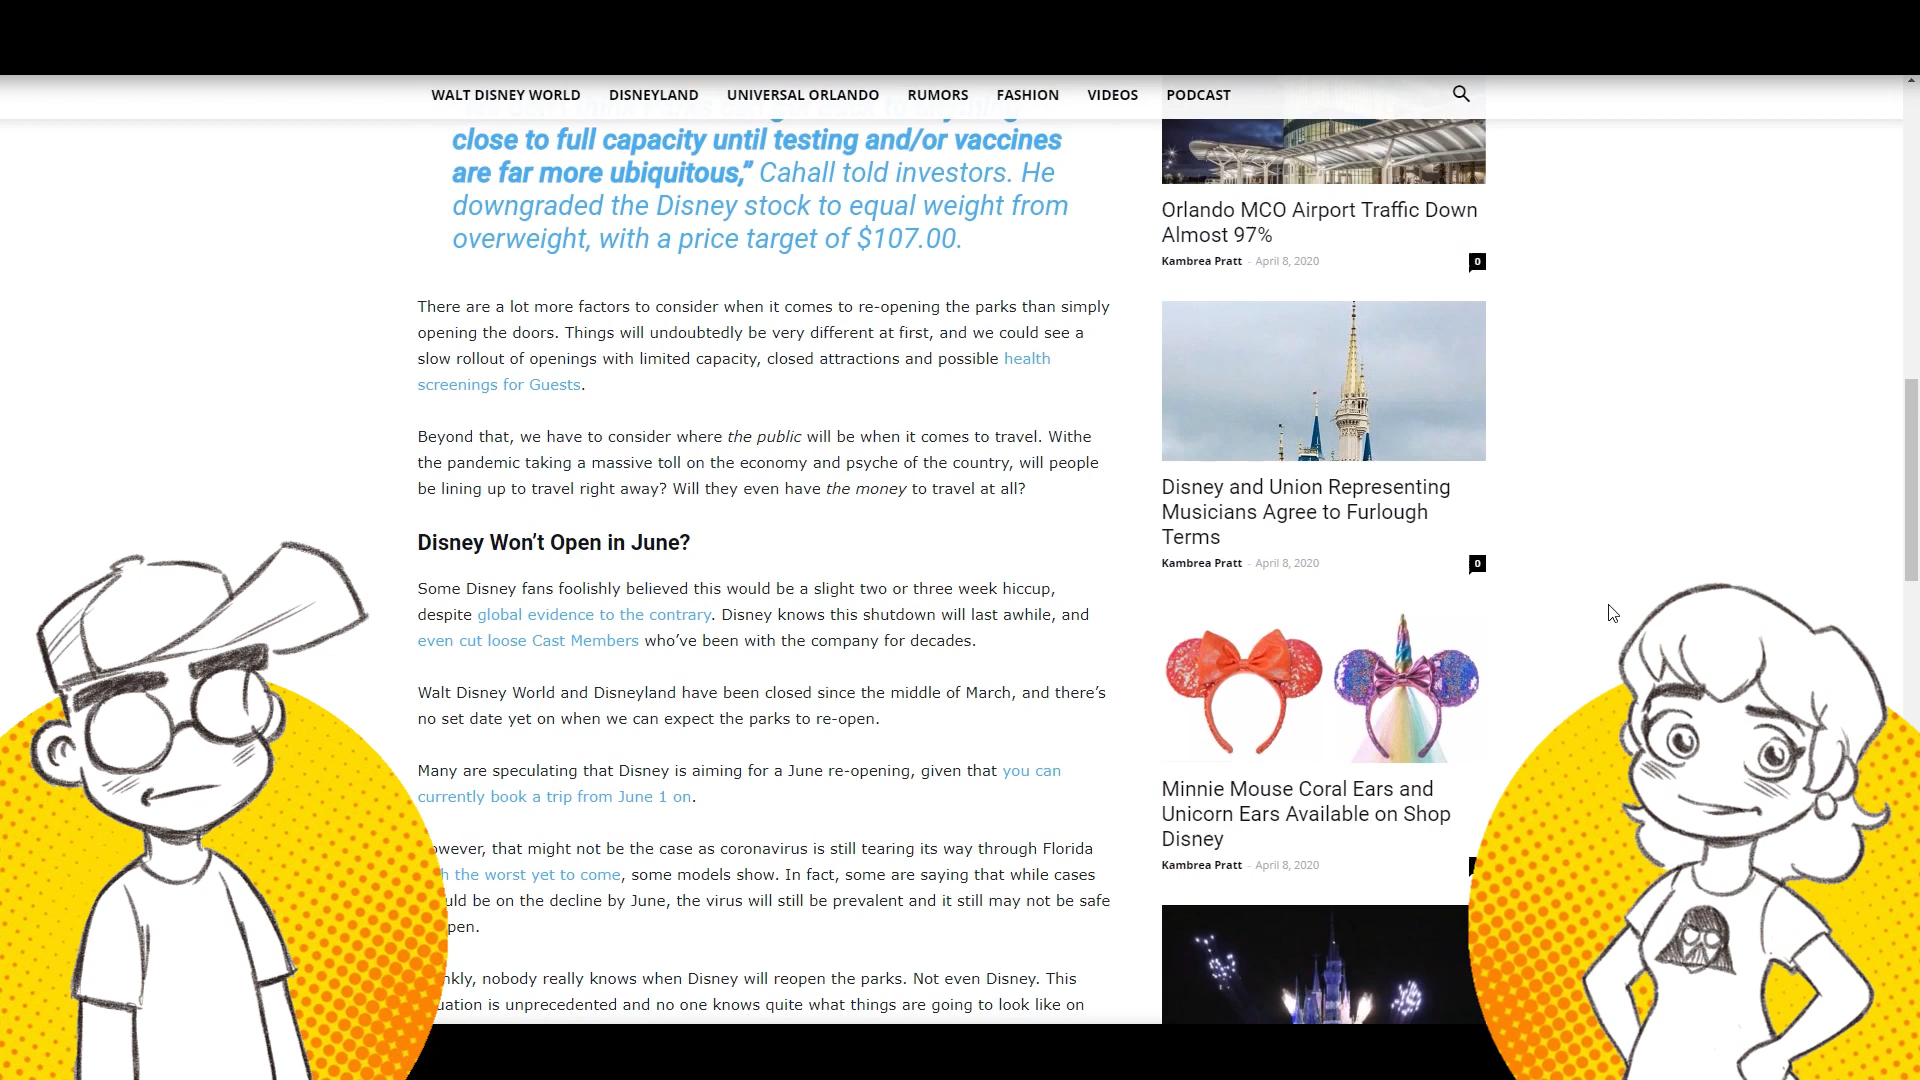 WALT DISNEY WORLD DISNEYLAND UNIVERSAL ORLANDO RUMORS FASHION VIDEOS PODCAST
close to full capacity until testing and/or vaccines
are far more ubiquitous,” Cahall told investors. He
downgraded the Disney stock to equal weight from
overweight, with a price target of $107.00.
There are a lot more factors to consider when it comes to re-opening the parks than simply
opening the doors. Things will undoubtedly be very different at first, and we could see a
slow rollout of openings with limited capacity, closed attractions and possible health
screenings for Guests.
Beyond that, we have to consider where the public will be when it comes to travel. Withe
the pandemic taking a massive toll on the economy and psyche of the country, will people
be lining up to travel right away? Will they even have the money to travel at all?
Disney Won’t Open in June?
Some Disney fans foolishly believed this would be a slight two or three week hiccup,
despite global evidence to the contrary. Disney knows this shutdown will last awhile, and
even cut loose Cast Members who’ve been with the company for decades.
Walt Disney World and Disneyland have been closed since the middle of March, and there’s
no set date yet on when we can expect the parks to re-open.
Many are speculating that Disney is aiming for a June re-opening, given that you can
currently book a trip from June 1 on.
owever, that might not be the case as coronavirus is still tearing its way through Florida
h the worst yet to come, some models show. In fact, some are saying that while cases
uld be on the decline by June, the virus will still be prevalent and it still may not be safe
pen.
nkly, nobody really knows when Disney will reopen the parks. Not even Disney. This
uation is unprecedented and no one knows quite what things are going to look like on
Orlando MCO Airport Traffic Down
Almost 97%
Kambrea Pratt - April 8, 2020 0
Disney and Union Representing
Musicians Agree to Furlough
Terms
Kambrea Pratt - April 8, 2020 0
Minnie Mouse Coral Ears and
Unicorn Ears Available on Shop
Disney
Kambrea Pratt - April 8, 2020